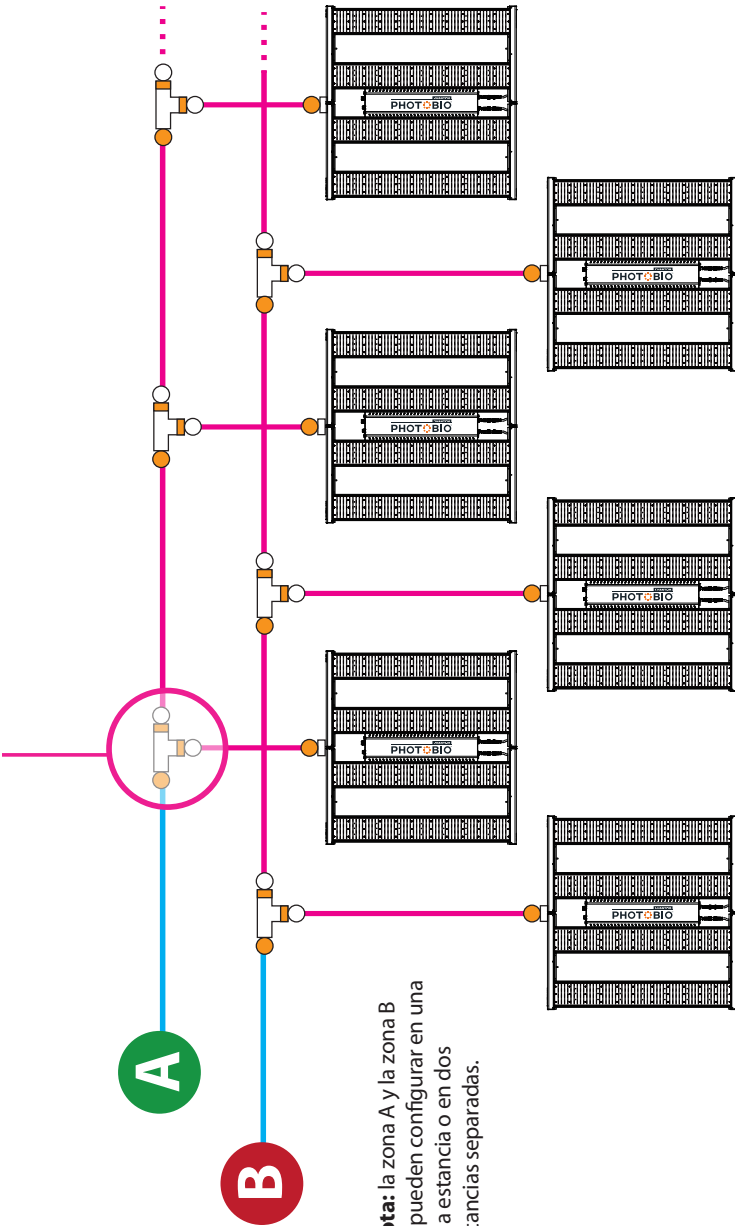 A
B
ota: la zona A y la zona B
pueden configurar en una
a estancia o en dos
tancias separadas.
PHOTOBIO
PHOTOBIO
PHOTOBIO
PHOTOBIO
PHOTOBIO
PHOTOBIO